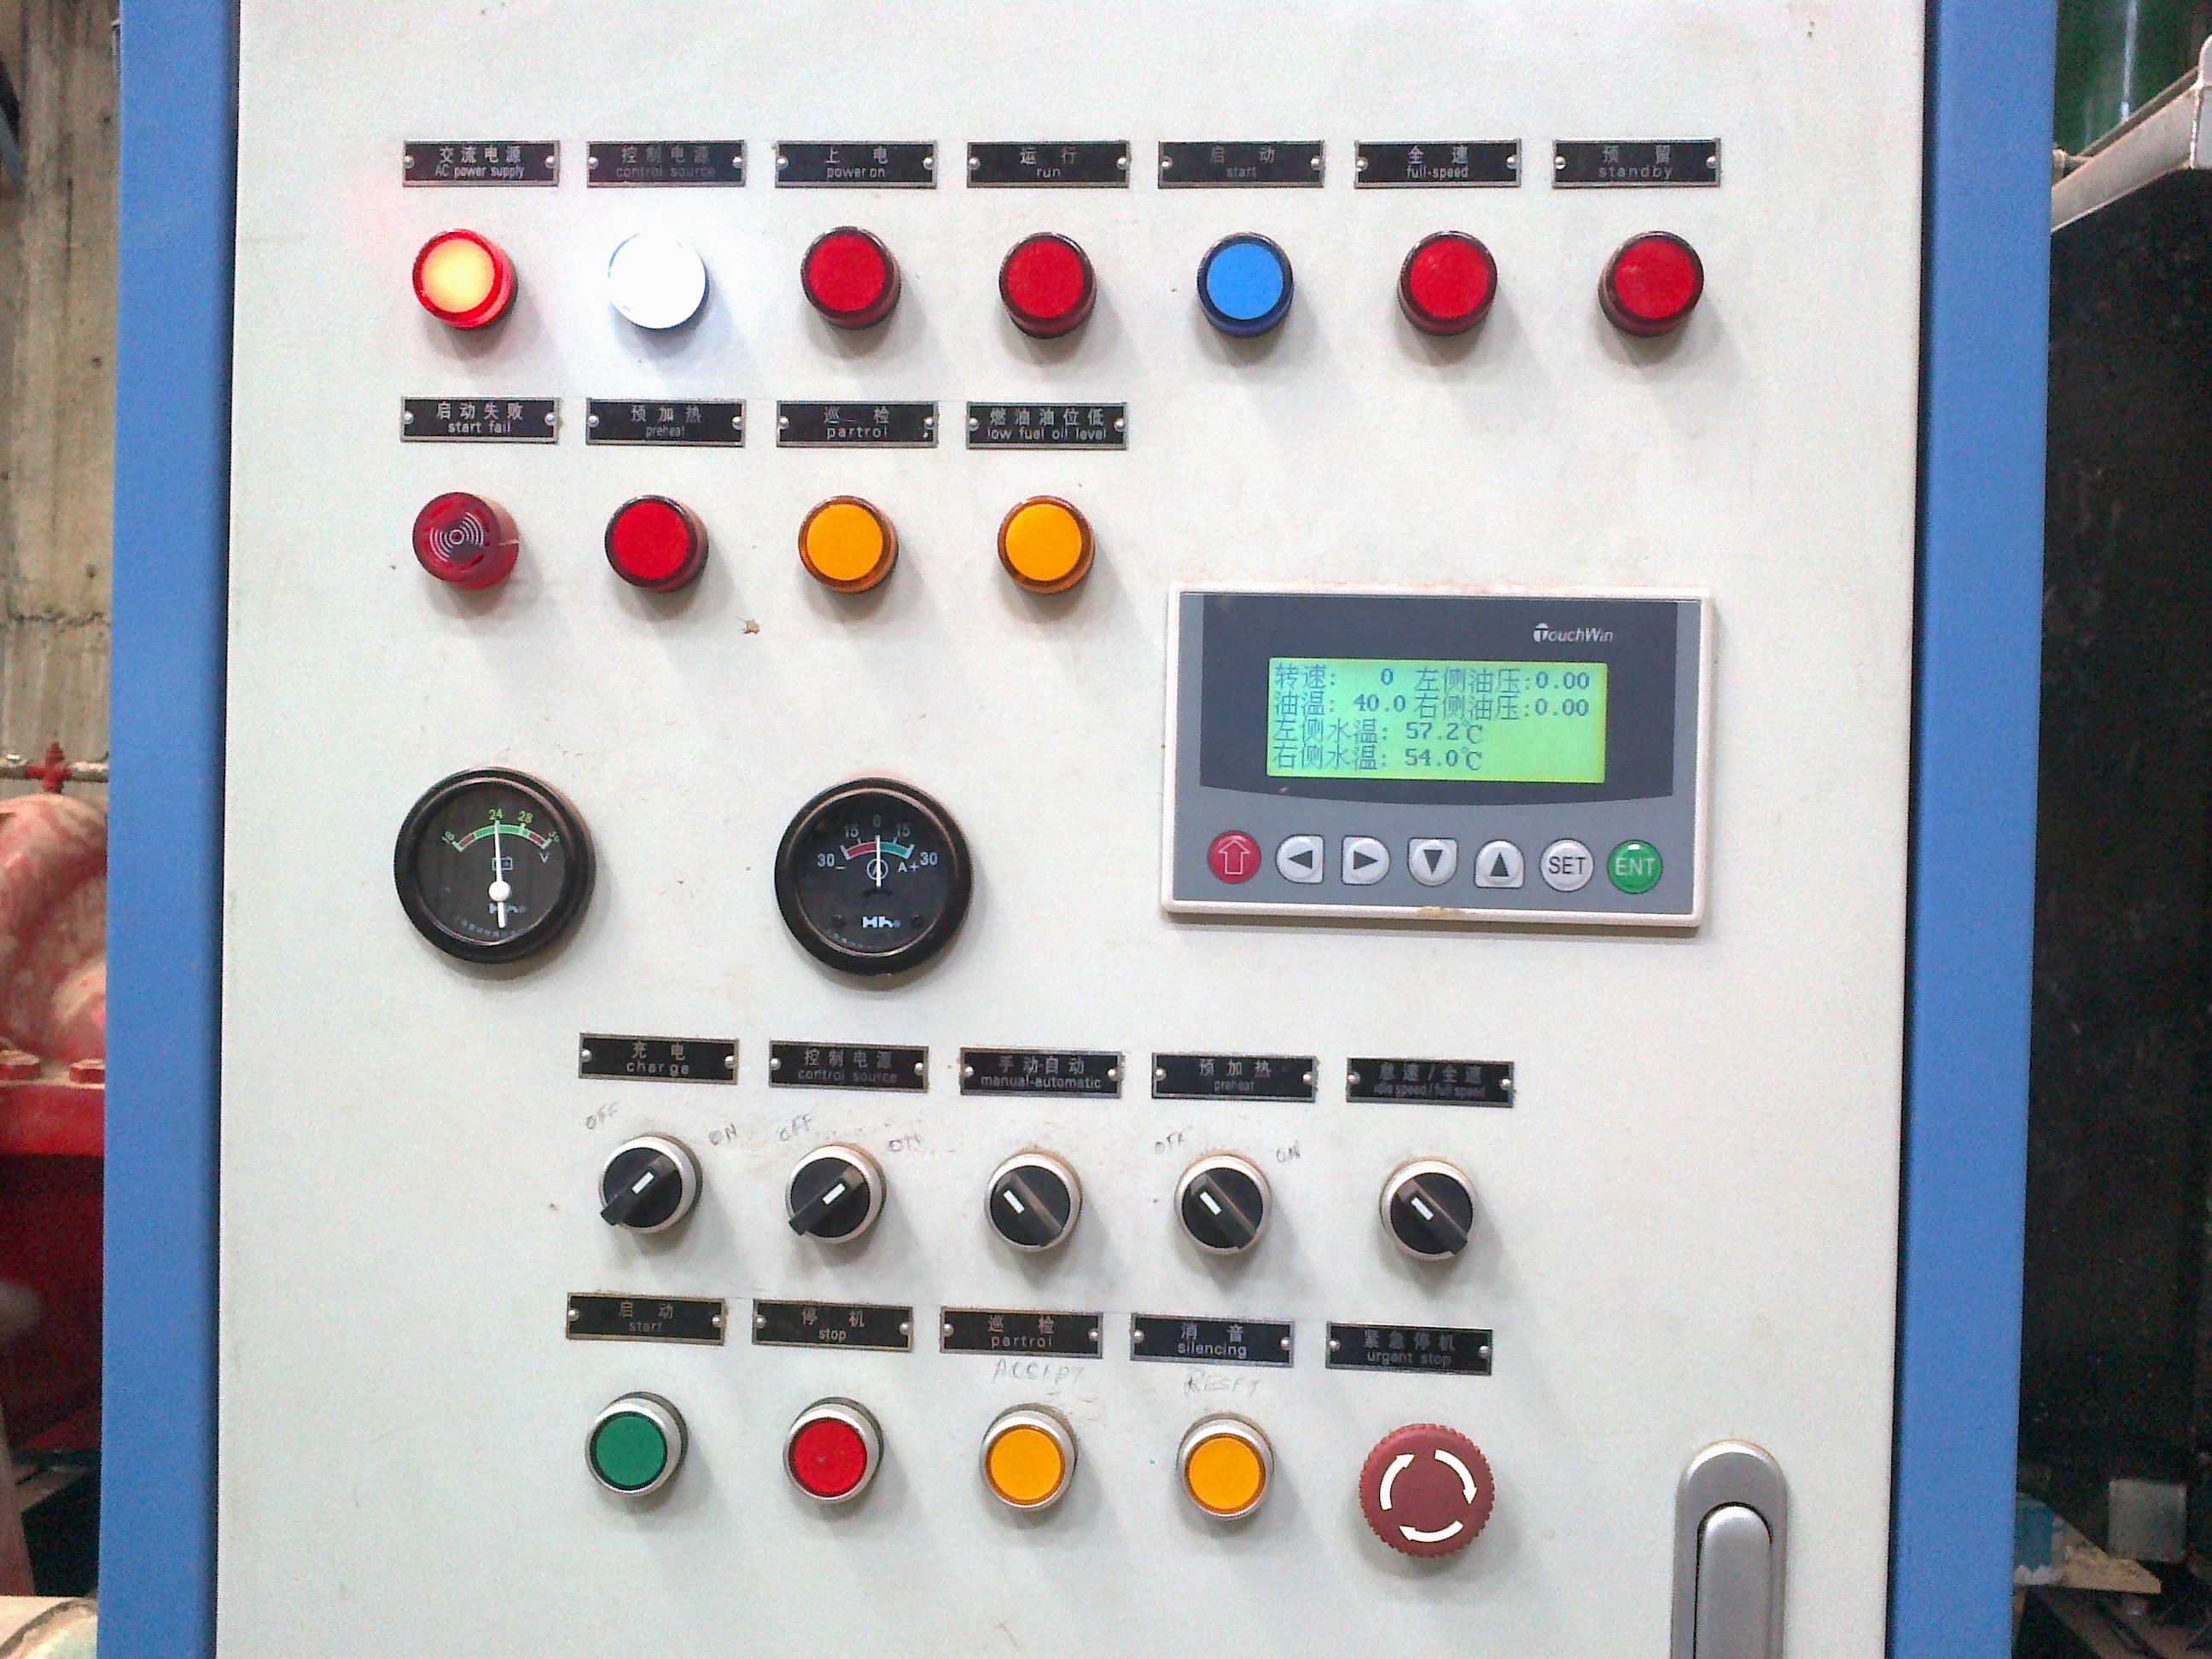 交流电源
AC power supply
控制电源
control source
上电
power on
运行
run
启动
start
全速
full-speed
预留
standby
启动失败
start fail
预加热
preheat
巡检
partrol
燃油油位低
low fuel oil level
TouchWin
转速: 0 左侧油压:0.00
油温: 40.0 右侧油压:0.00
左侧水温: 57.2℃
右侧水温: 54.0℃
SET
ENT
24
28
V
30 15 0 15 30
- A+
A
充电
charge
控制电源
control source
手动自动
manual-automatic
预加热
preheat
怠速/全速
idle speed/full speed
OFF
ON
OFF
ON
OFF
ON
启动
start
停机
stop
巡检
partrol
消音
silencing
紧急停机
urgent stop
ACCEPT
RESET